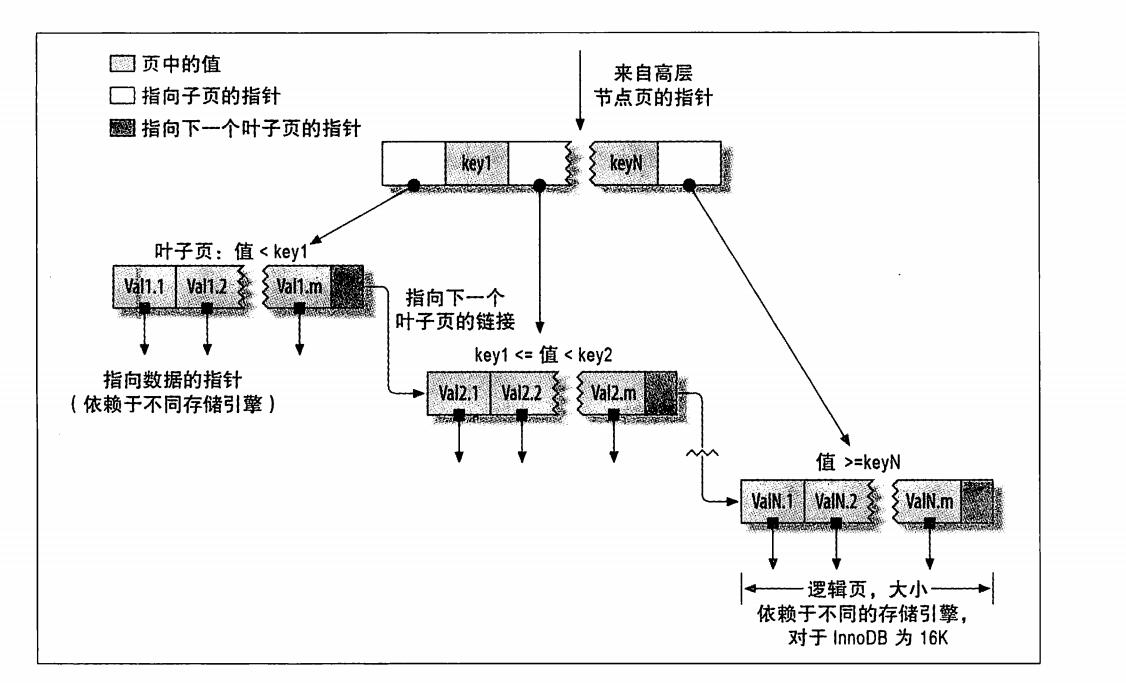 页中的值
指向子页的指针
指向下一个叶子页的指针
来自高层
节点页的指针
key1
keyN
叶子页：值 < key1
Val1.1
Val1.2
Val1.m
指向下一个
叶子页的链接
指向数据的指针
（依赖于不同存储引擎）
key1 <= 值 < key2
Val2.1
Val2.2
Val2.m
值 >=keyN
ValN.1
ValN.2
ValN.m
逻辑页，大小
依赖于不同的存储引擎，
对于 InnoDB 为 16K